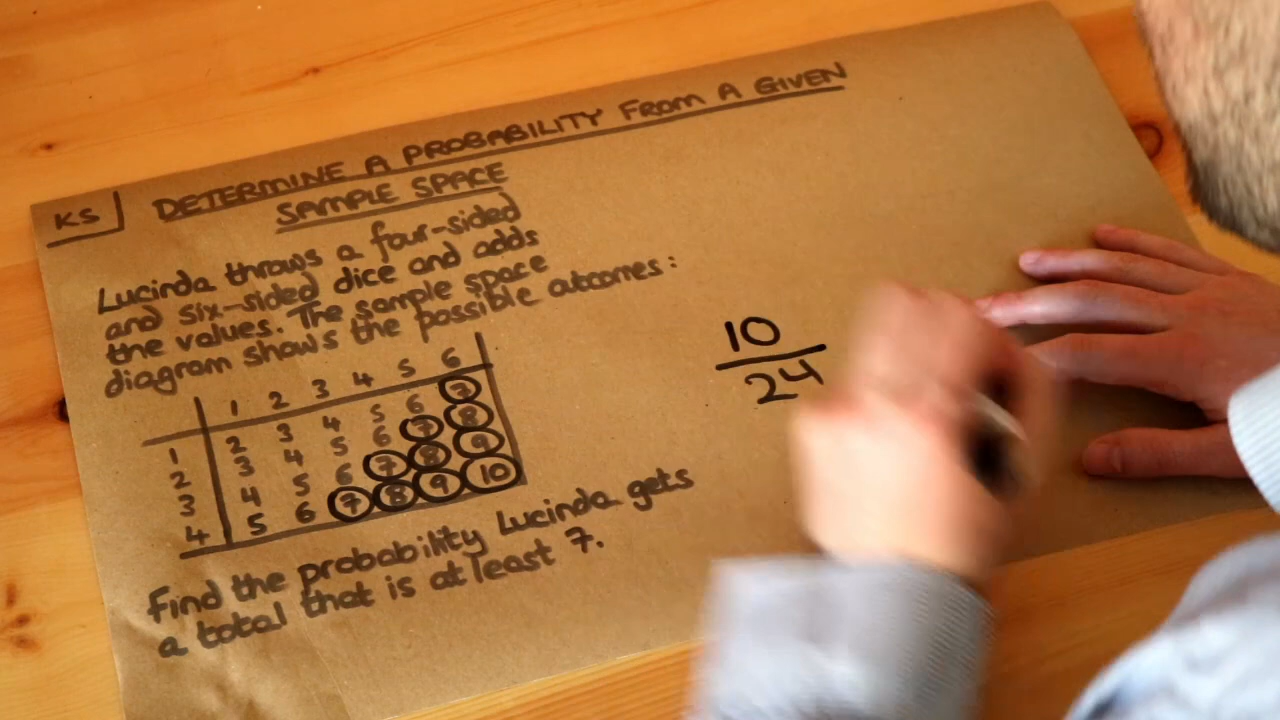 KS
DETERMINE A PROBABILITY FROM A GIVEN
SAMPLE SPACE
Lucinda throws a four-sided
and six-sided dice and adds
the values. The sample space
diagram shows the possible outcomes:
1 2 3 4 5 6
1 2 3 4 5 6 7
2 3 4 5 6 7 8
3 4 5 6 7 8 9
4 5 6 7 8 9 10
Find the probability Lucinda gets
a total that is at least 7.
10
24